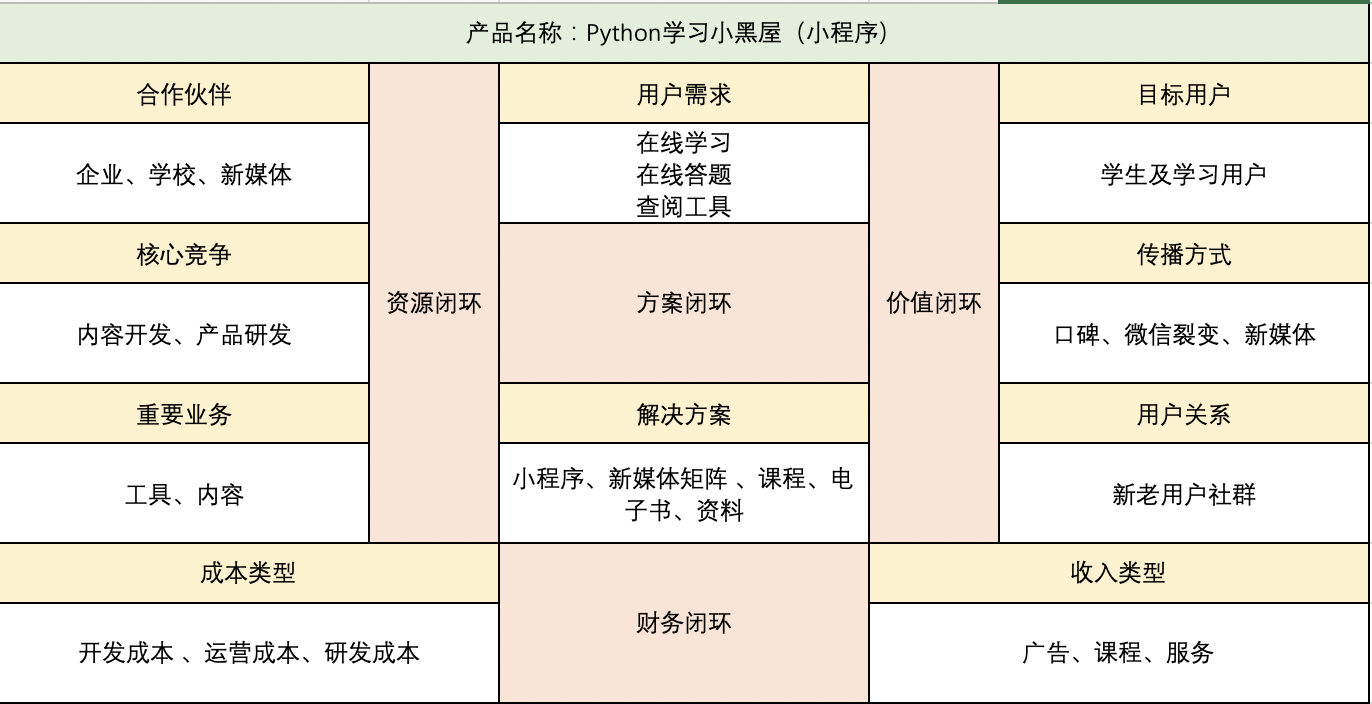 产品名称：Python学习小黑屋（小程序）
合作伙伴
用户需求
目标用户
企业、学校、新媒体
在线学习
在线答题
查阅工具
学生及学习用户
核心竞争
传播方式
资源闭环
方案闭环
价值闭环
内容开发、产品研发
口碑、微信裂变、新媒体
重要业务
解决方案
用户关系
工具、内容
小程序、新媒体矩阵 、课程、电
子书、资料
新老用户社群
成本类型
收入类型
财务闭环
开发成本 、运营成本、研发成本
广告、课程、服务